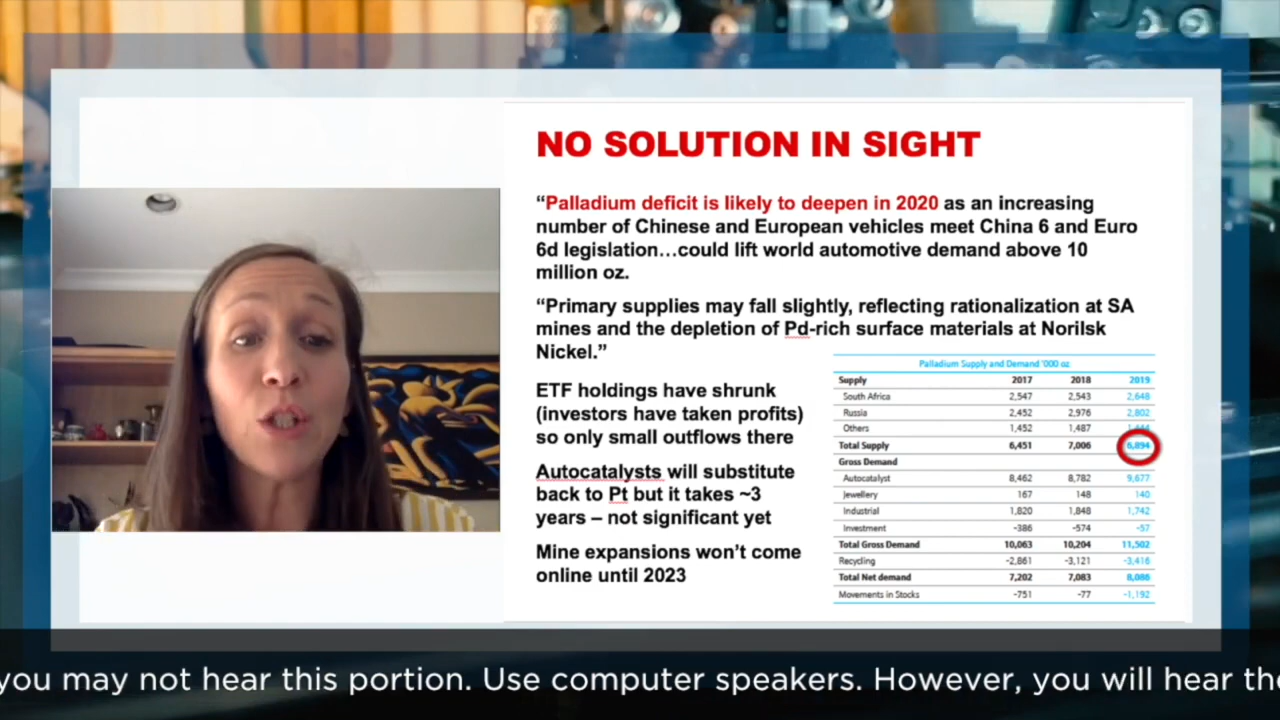 NO SOLUTION IN SIGHT
“Palladium deficit is likely to deepen in 2020 as an increasing
number of Chinese and European vehicles meet China 6 and Euro
6d legislation…could lift world automotive demand above 10
million oz.
“Primary supplies may fall slightly, reflecting rationalization at SA
mines and the depletion of Pd-rich surface materials at Norilsk
Nickel.”
ETF holdings have shrunk
(investors have taken profits)
so only small outflows there
Autocatalysts will substitute
back to Pt but it takes ~3
years – not significant yet
Mine expansions won’t come
online until 2023
Palladium Supply and Demand '000 oz
Supply 2017 2018 2019
South Africa 2,547 2,543 2,648
Russia 2,452 2,976 2,802
Others 1,452 1,487
Total Supply 6,451 7,006 6,894
Gross Demand
Autocatalyst 8,462 8,782 9,677
Jewellery 167 148 140
Industrial 1,820 1,848 1,742
Investment -386 -574 -57
Total Gross Demand 10,063 10,204 11,502
Recycling -2,861 -3,121 -3,416
Total Net demand 7,202 7,083 8,086
Movements in Stocks -751 -77 -1,192
you may not hear this portion. Use computer speakers. However, you will hear the